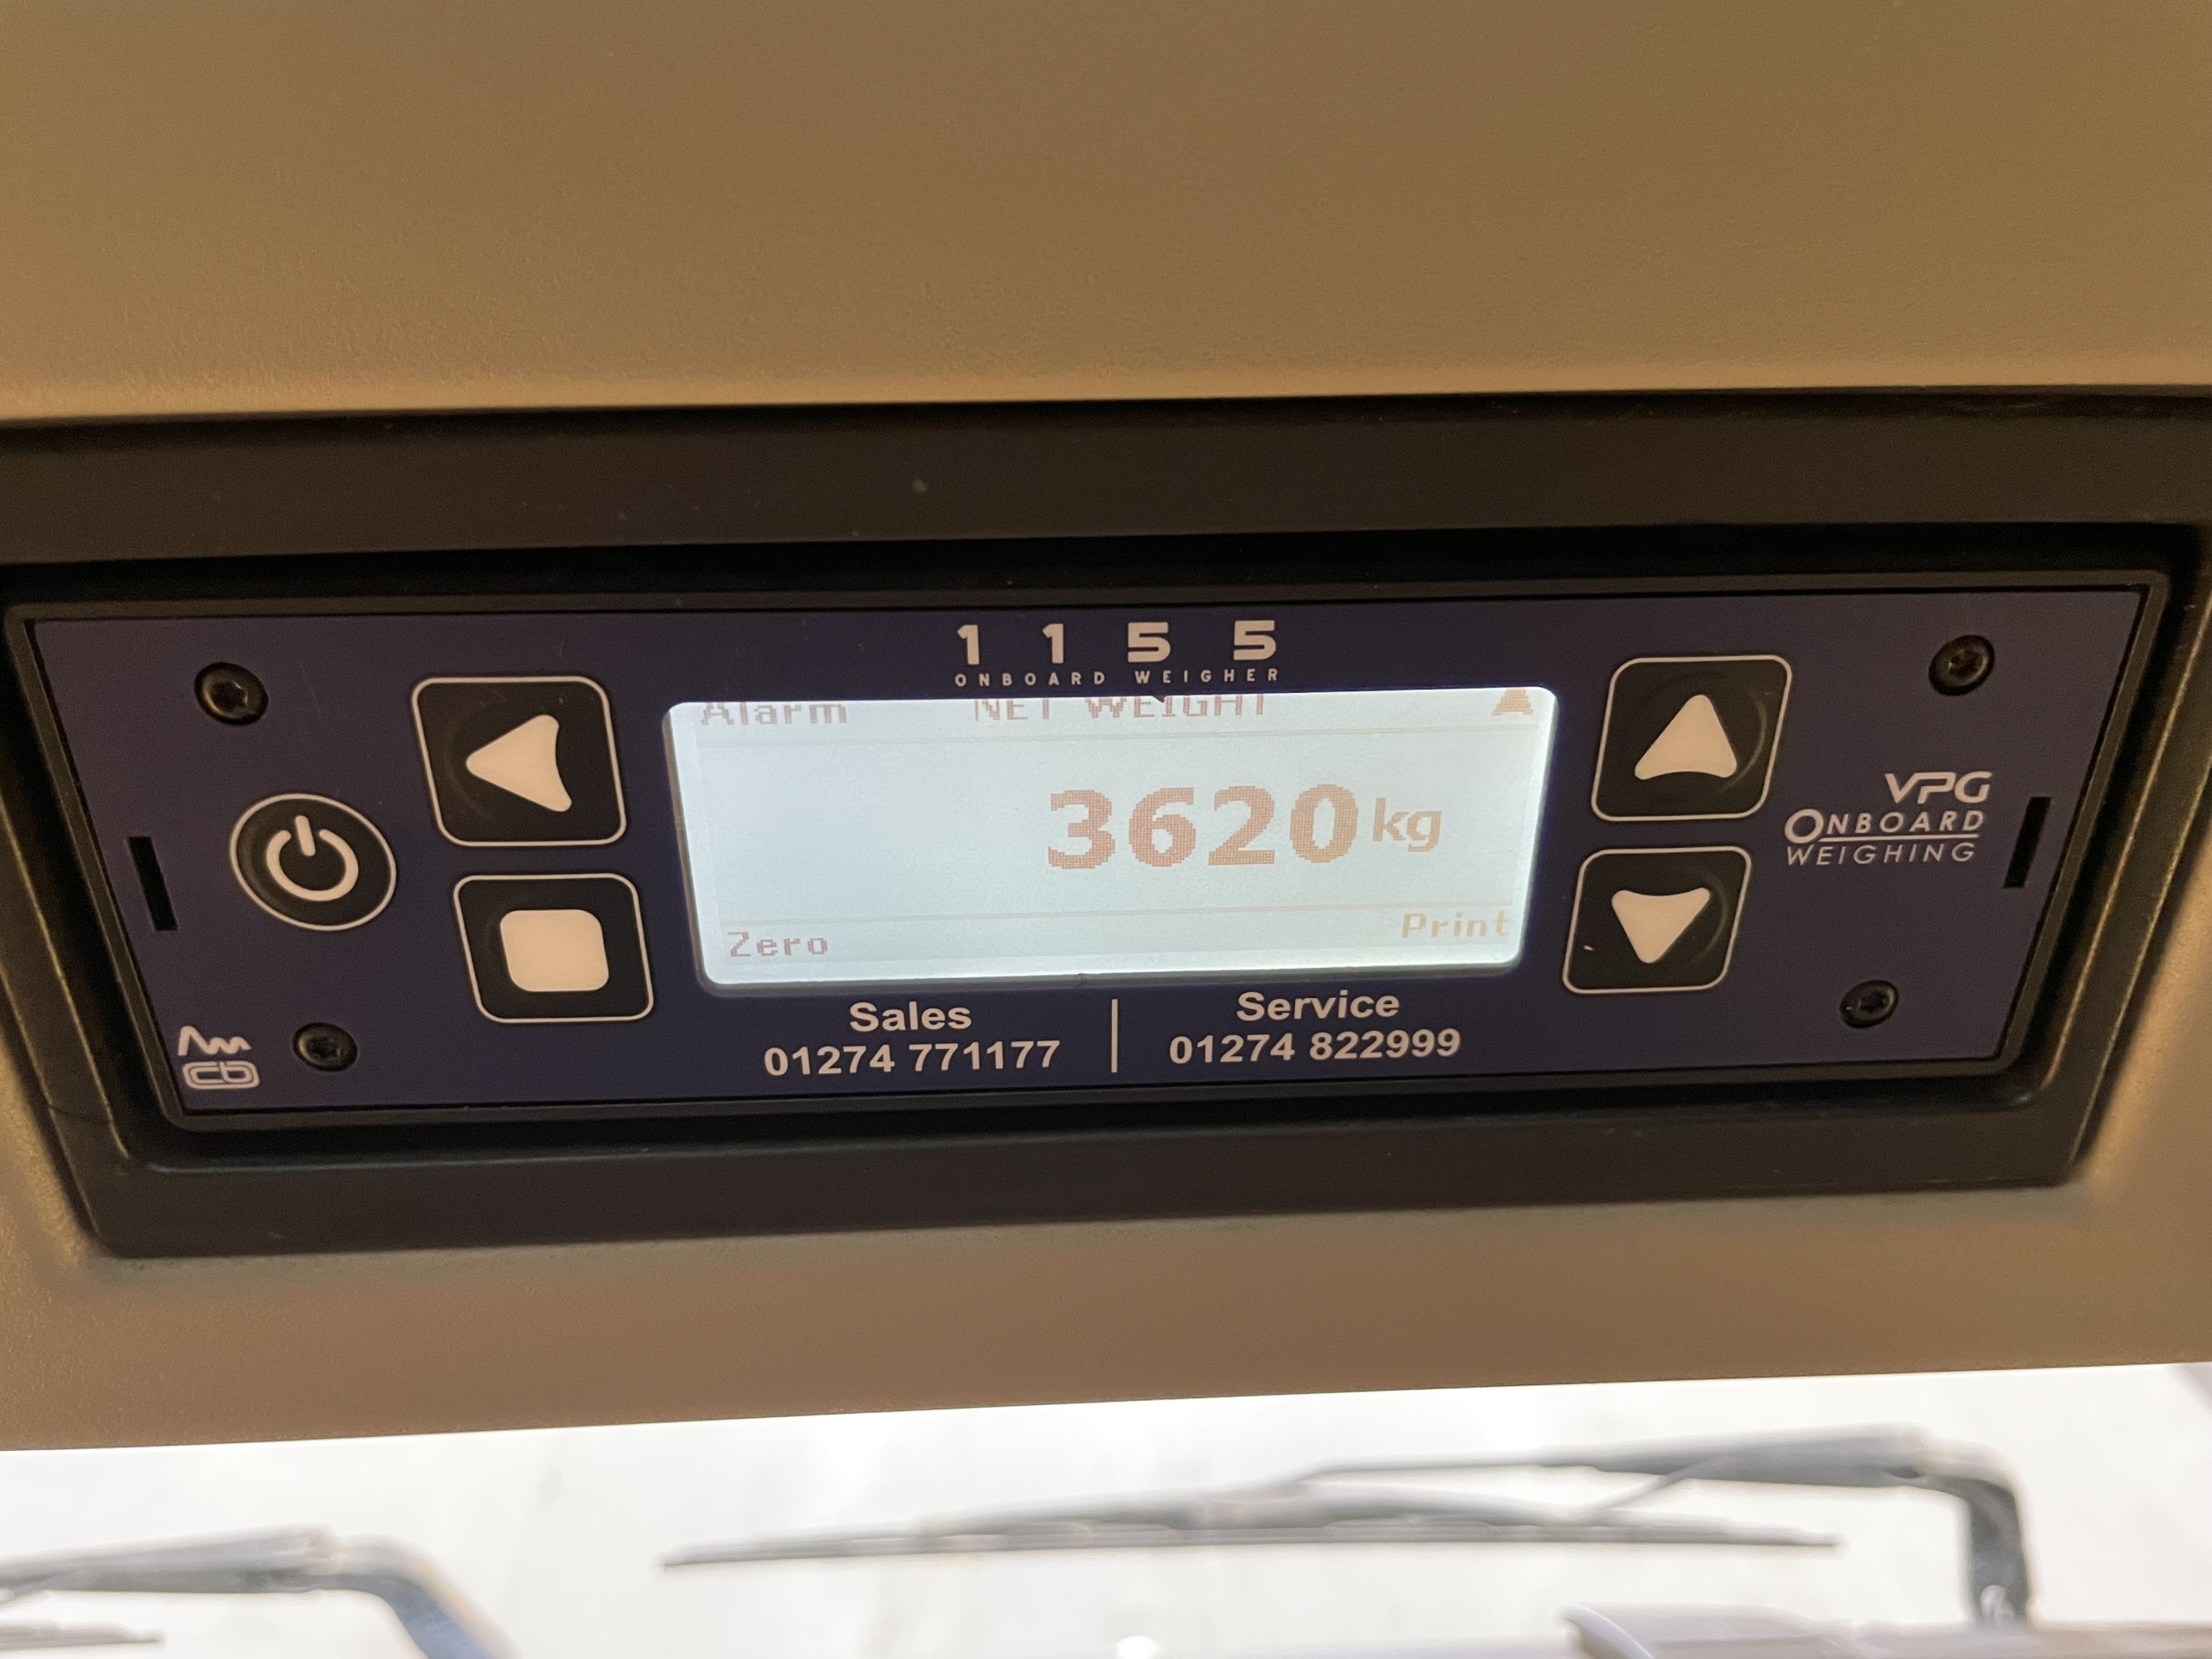 1155
ONBOARD WEIGHER
Alarm NET WEIGHT
3620kg
Zero Print
VPG
ONBOARD
WEIGHING
Sales
01274 771177
Service
01274 822999